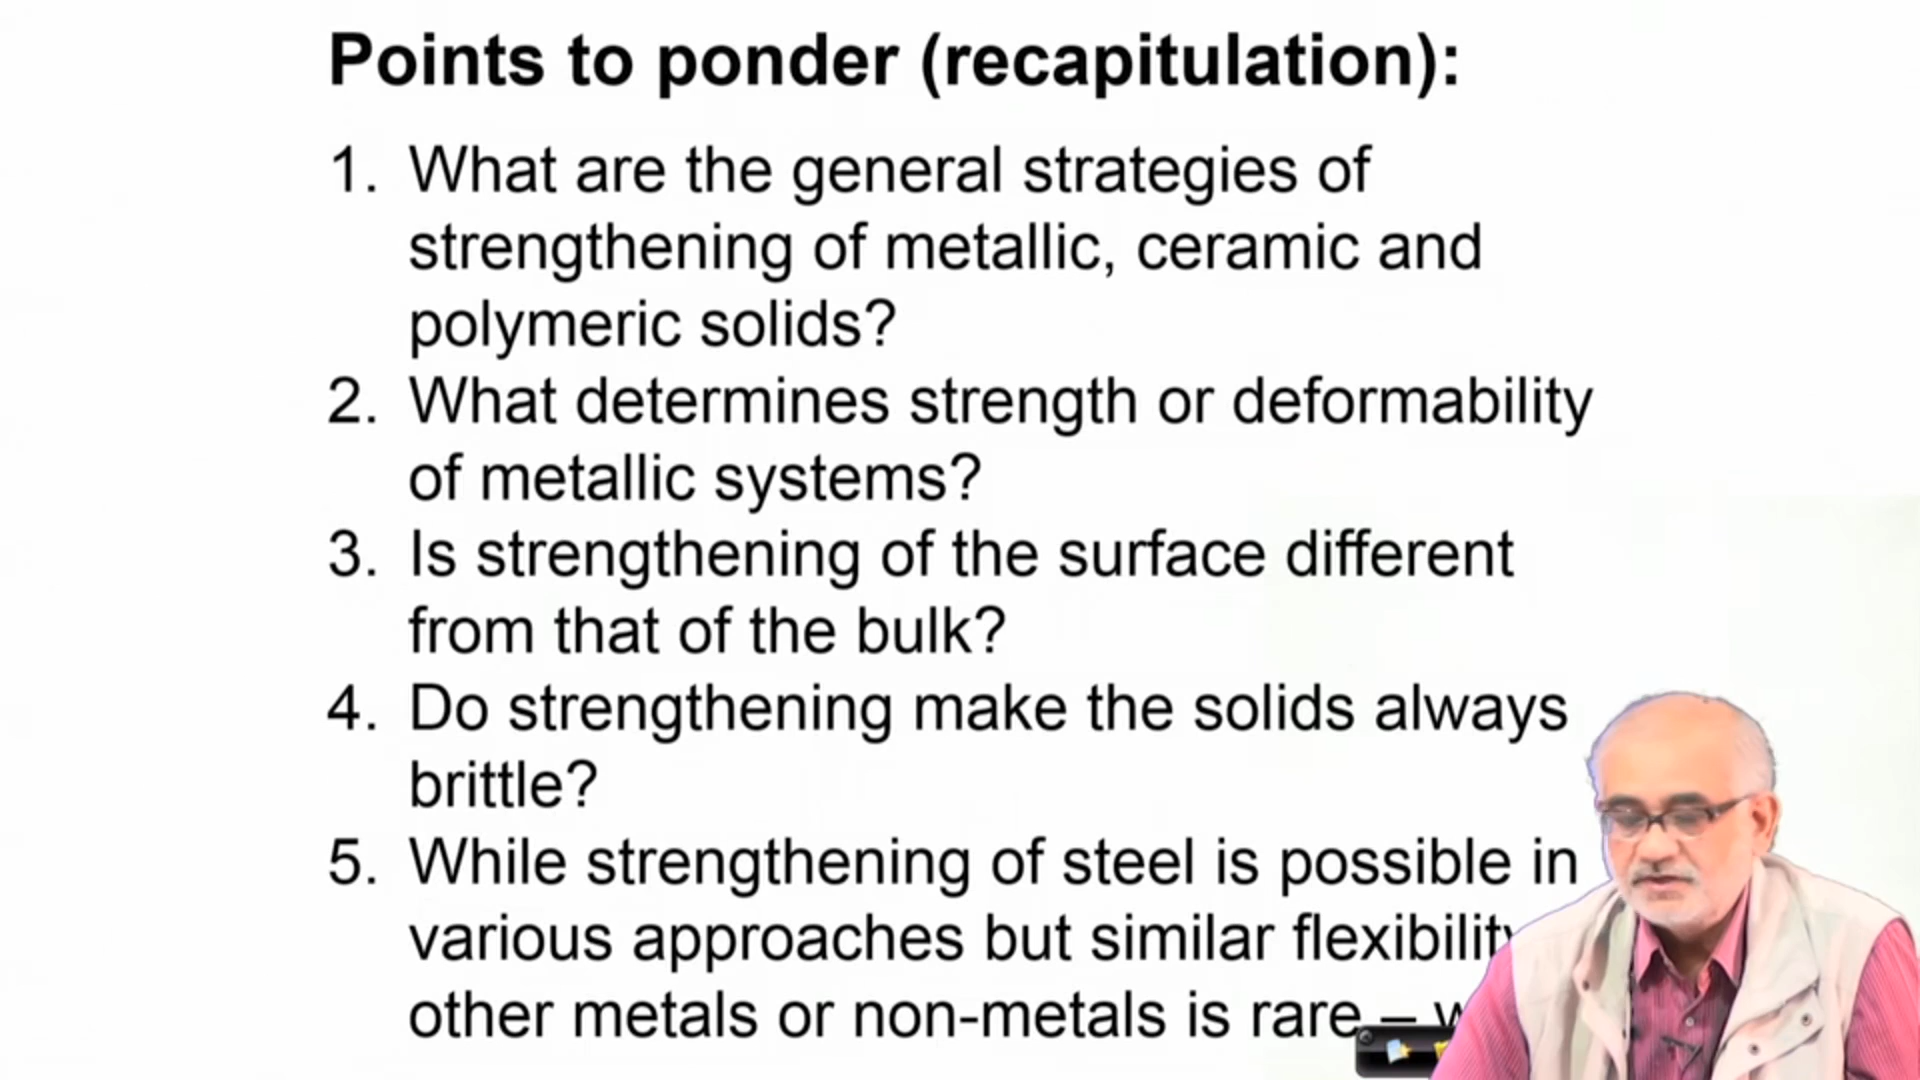 Points to ponder (recapitulation):
1. What are the general strategies of
strengthening of metallic, ceramic and
polymeric solids?
2. What determines strength or deformability
of metallic systems?
3. Is strengthening of the surface different
from that of the bulk?
4. Do strengthening make the solids always
brittle?
5. While strengthening of steel is possible in
various approaches but similar flexibility
other metals or non-metals is rare –